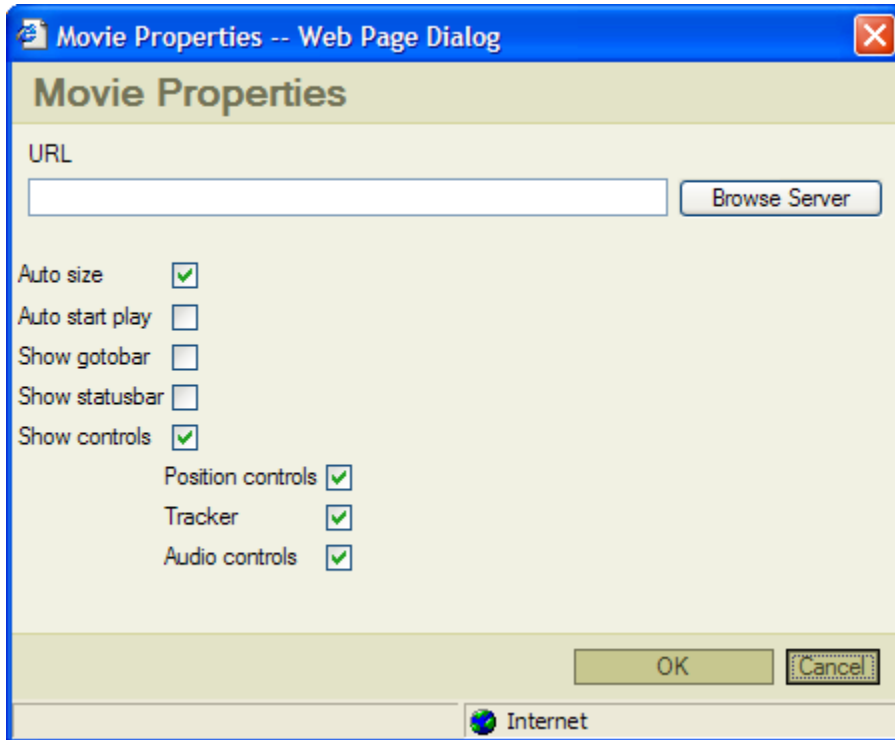 Movie Properties -- Web Page Dialog
Movie Properties
URL
Browse Server
Auto size
Auto start play
Show gotobar
Show statusbar
Show controls
Position controls
Tracker
Audio controls
OK Cancel
Internet